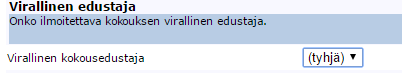 Virallinen edustaja
Onko ilmoitettava kokouksen virallinen edustaja.
Virallinen kokousedustaja (tyhjä)